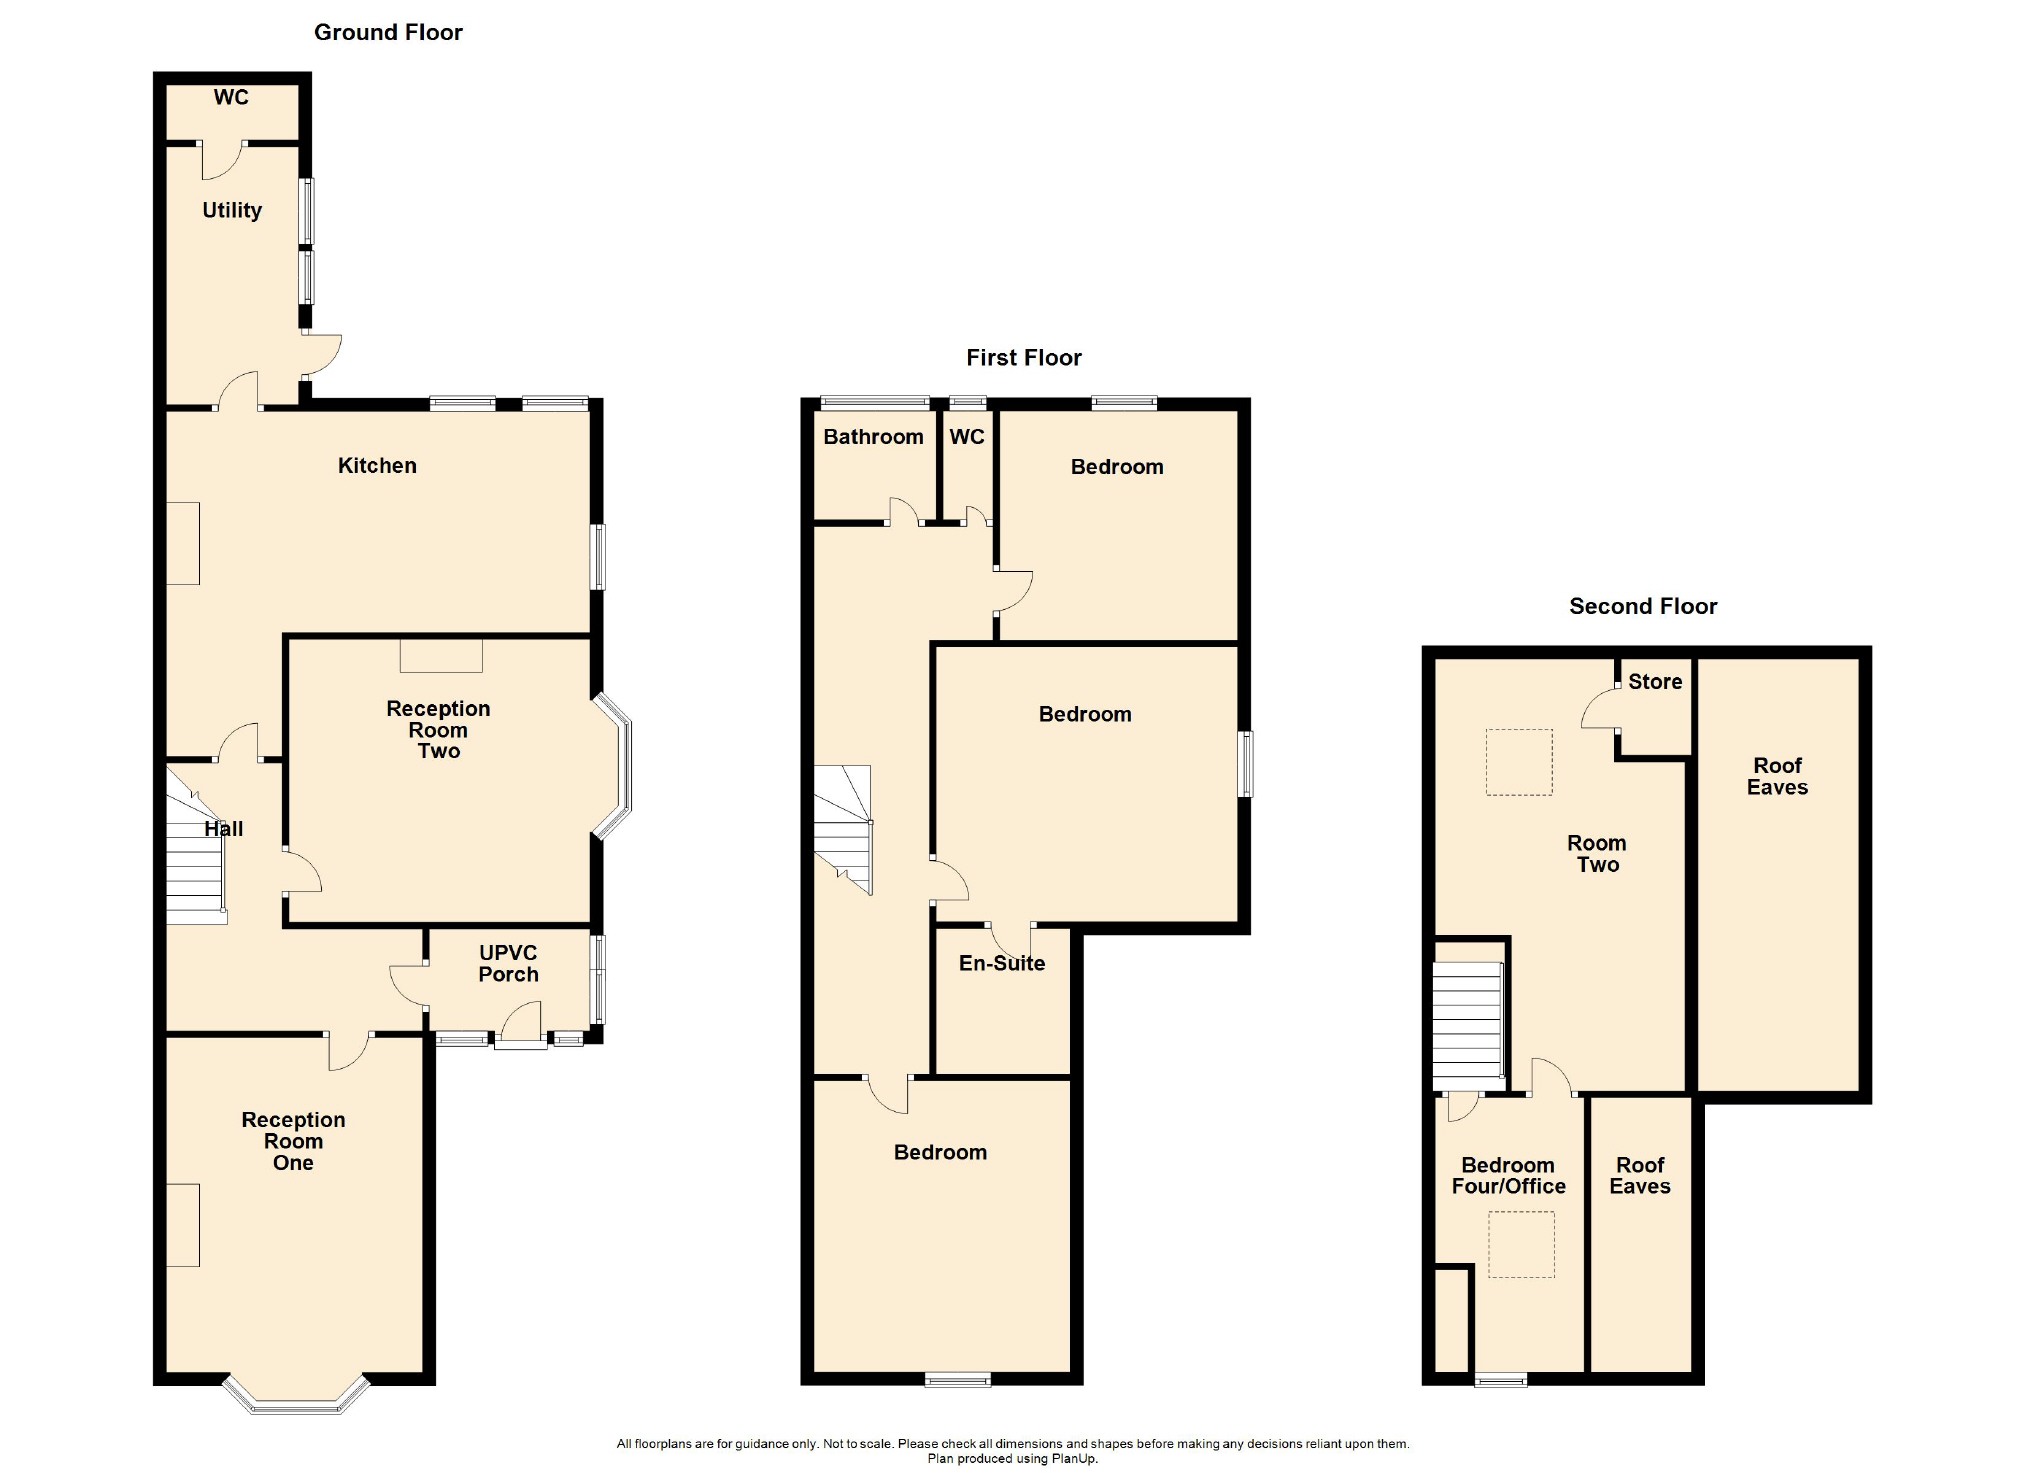 Ground Floor
WC
Utility
Kitchen
Reception
Room
Two
Hall
UPVC
Porch
Reception
Room
One
First Floor
Bathroom
WC
Bedroom
Bedroom
En-Suite
Bedroom
Second Floor
Store
Roof
Eaves
Room
Two
Bedroom
Four/Office
Roof
Eaves
All floorplans are for guidance only. Not to scale. Please check all dimensions and shapes before making any decisions reliant upon them.
Plan produced using PlanUp.